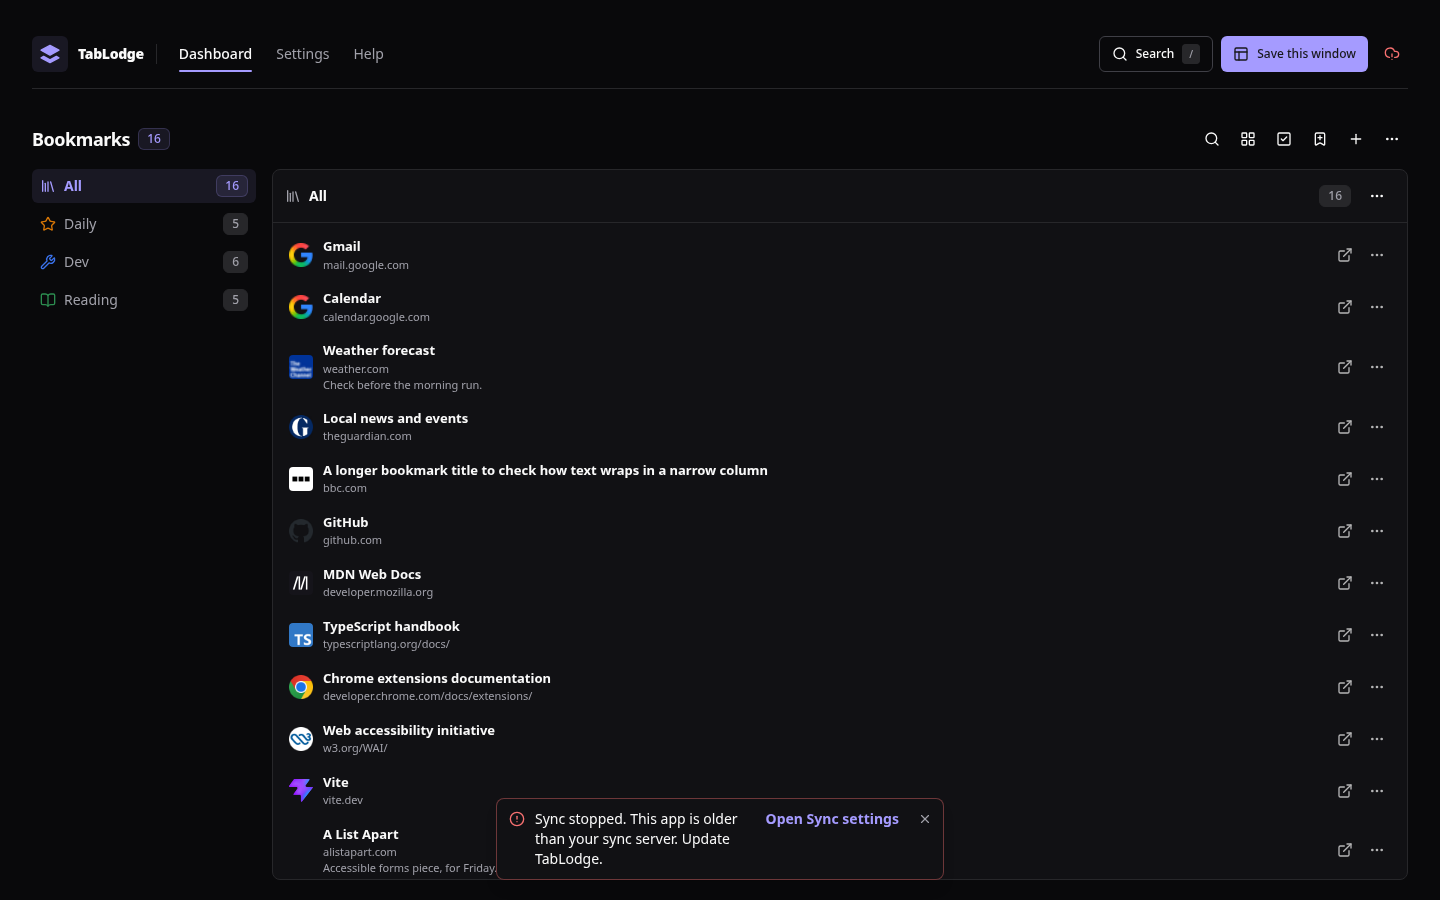 TabLodge
Dashboard
Settings
Help
Search /
Save this window
Bookmarks 16
All 16
Daily 5
Dev 6
Reading 5
All 16
Gmail
mail.google.com
Calendar
calendar.google.com
The Weather Channel
Weather forecast
weather.com
Check before the morning run.
Local news and events
theguardian.com
A longer bookmark title to check how text wraps in a narrow column
bbc.com
GitHub
github.com
MDN Web Docs
developer.mozilla.org
TS
TypeScript handbook
typescriptlang.org/docs/
Chrome extensions documentation
developer.chrome.com/docs/extensions/
Web accessibility initiative
w3.org/WAI/
Vite
vite.dev
A List Apart
alistapart.com
Accessible forms piece, for Friday.
Sync stopped. This app is older
than your sync server. Update
TabLodge.
Open Sync settings